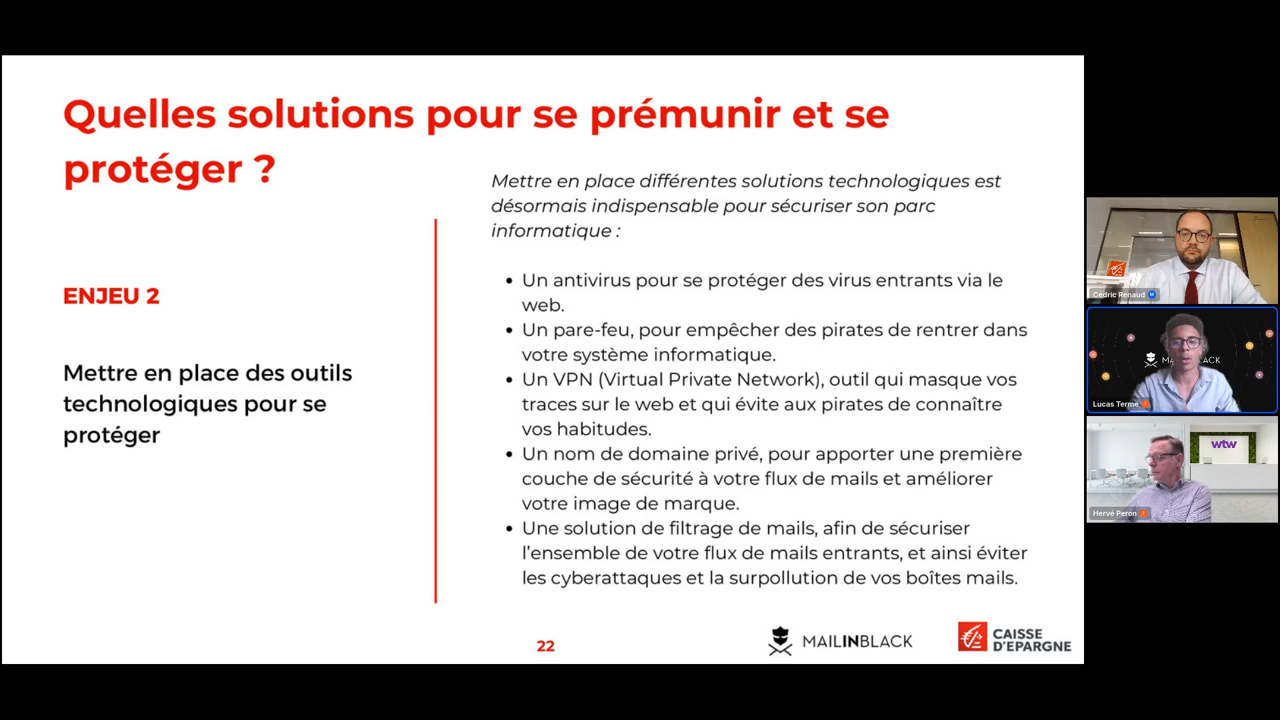 Quelles solutions pour se prémunir et se
protéger ?
ENJEU 2
Mettre en place des outils
technologiques pour se
protéger
Mettre en place différentes solutions technologiques est
désormais indispensable pour sécuriser son parc
informatique :
• Un antivirus pour se protéger des virus entrants via le
web.
• Un pare-feu, pour empêcher des pirates de rentrer dans
votre système informatique.
• Un VPN (Virtual Private Network), outil qui masque vos
traces sur le web et qui évite aux pirates de connaître
vos habitudes.
• Un nom de domaine privé, pour apporter une première
couche de sécurité à votre flux de mails et améliorer
votre image de marque.
• Une solution de filtrage de mails, afin de sécuriser
l'ensemble de votre flux de mails entrants, et ainsi éviter
les cyberattaques et la surpollution de vos boîtes mails.
22
MAILINBLACK
CAISSE
D'EPARGNE
Cedric Renaud
Lucas Terme
wtw
Hervé Peron